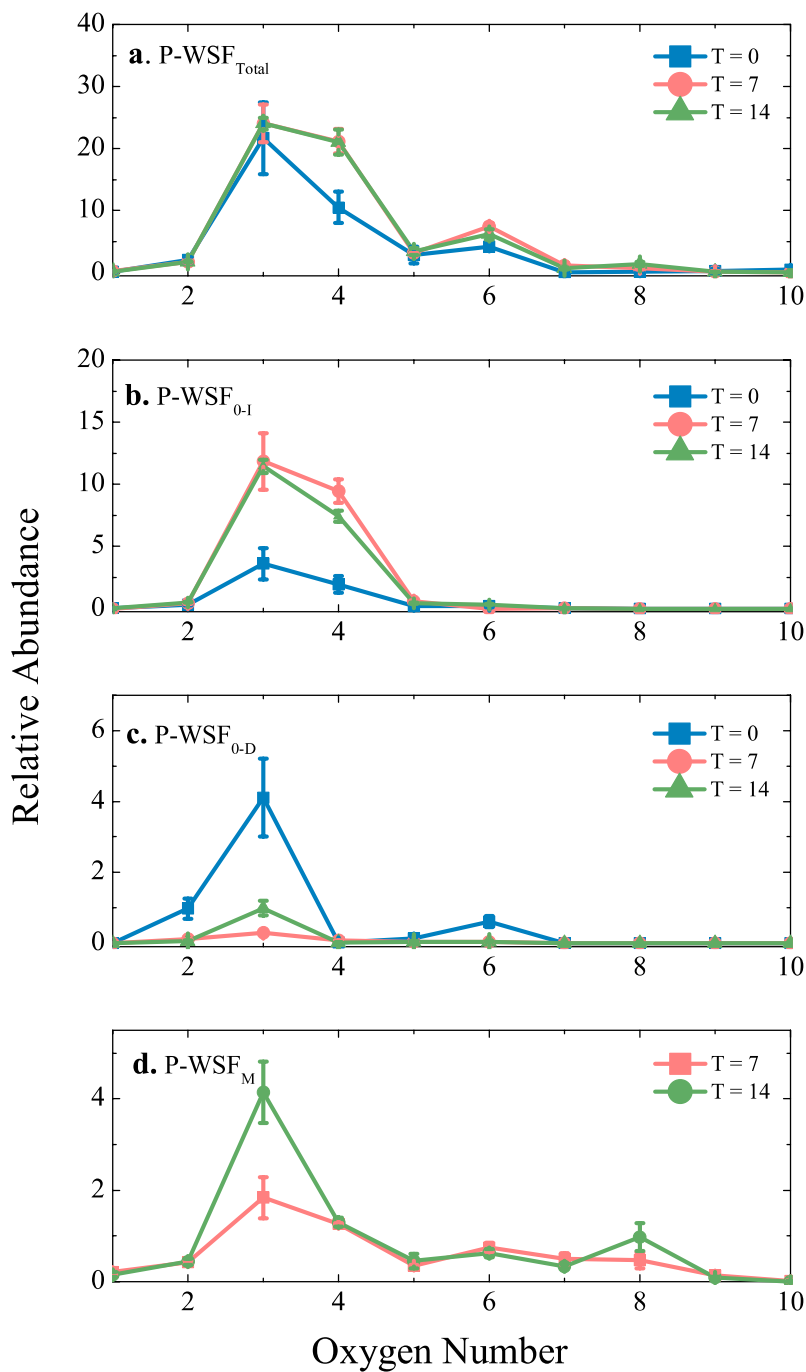 a. P-WSF_Total
T = 0
T = 7
T = 14
40
30
20
10
0
2 4 6 8 10
b. P-WSF_0-I
T = 0
T = 7
T = 14
20
15
10
5
0
2 4 6 8 10
c. P-WSF_0-D
T = 0
T = 7
T = 14
6
4
2
0
2 4 6 8 10
d. P-WSF_M
T = 7
T = 14
4
2
0
2 4 6 8 10
Relative Abundance
Oxygen Number